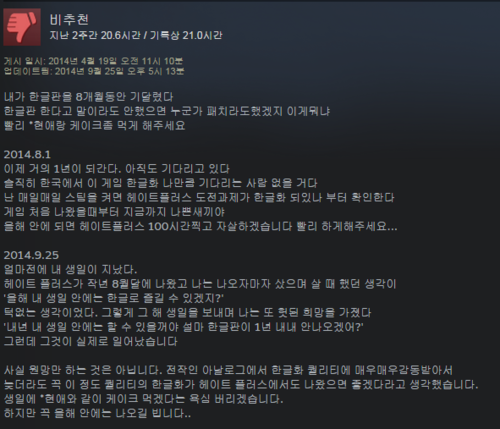 비추천
지난 2주간 20.6시간 / 기록상 21.0시간
게시 일시: 2014년 4월 19일 오전 11시 10분
업데이트됨: 2014년 9월 25일 오후 5시 13분
내가 한글판을 8개월동안 기달렸다
한글판 한다고 말이라도 안했으면 누군가 패치라도했겠지 이게뭐냐
빨리 *현애랑 케이크좀 먹게 해주세요
2014.8.1
이제 거의 1년이 되간다. 아직도 기다리고 있다
솔직히 한국에서 이 게임 한글화 나만큼 기다리는 사람 없을 거다
난 매일매일 스팀을 켜면 헤이트플러스 도전과제가 한글화 되있나 부터 확인한다
게임 처음 나왔을때부터 지금까지 나쁜새끼야
올해 안에 되면 헤이트플러스 100시간찍고 자살하겠습니다 빨리 하게해주세요...
2014.9.25
얼마전에 내 생일이 지났다.
헤이트 플러스가 작년 8월달에 나왔고 나는 나오자마자 샀으며 살 때 했던 생각이
'올해 내 생일 안에는 한글로 즐길 수 있겠지?'
턱없는 생각이었다. 그렇게 그 해 생일을 보내며 나는 또 헛된 희망을 가졌다
'내년 내 생일 안에는 할 수 있을꺼야 설마 한글판이 1년 내내 안나오겠어?'
그런데 그것이 실제로 일어났습니다
사실 원망만 하는 것은 아닙니다. 전작인 아날로그에서 한글화 퀄리티에 매우매우감동받아서
늦더라도 꼭 이 정도 퀄리티의 한글화가 헤이트 플러스에서도 나왔으면 좋겠다라고 생각했습니다.
생일에 *현애와 같이 케이크 먹겠다는 욕심 버리겠습니다.
하지만 꼭 올해 안에는 나오길 빕니다..